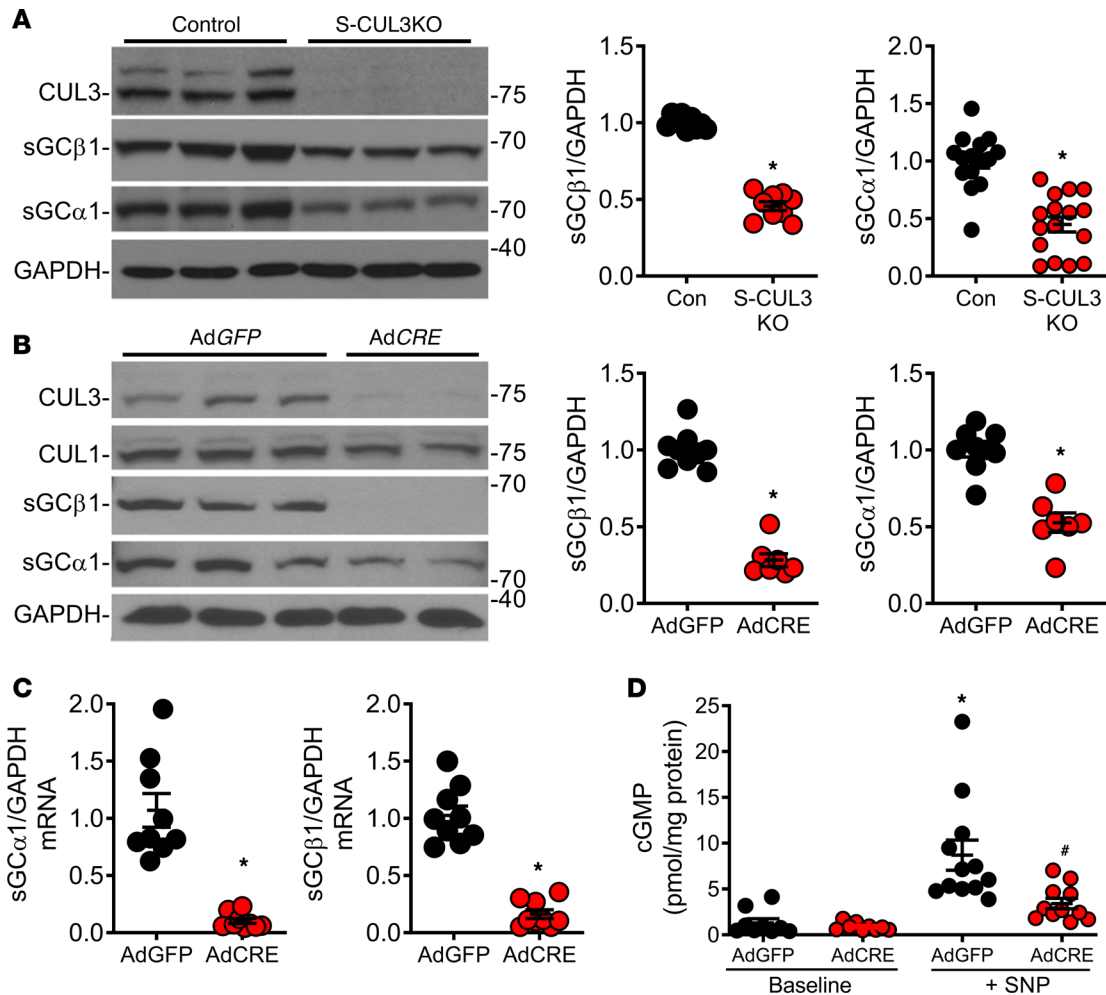 A
Control
S-CUL3KO
CUL3-
-75
sGCβ1-
-70
sGCα1-
-70
-40
GAPDH-
sGCβ1/GAPDH
1.5
1.0
0.5
0.0
*
Con
S-CUL3
KO
sGCα1/GAPDH
2.0
1.5
1.0
0.5
0.0
*
Con
S-CUL3
KO
B
AdGFP
AdCRE
CUL3-
-75
CUL1-
-75
-70
sGCβ1-
sGCα1-
-70
-40
GAPDH-
sGCβ1/GAPDH
1.5
1.0
0.5
0.0
*
AdGFP
AdCRE
sGCα1/GAPDH
1.5
1.0
0.5
0.0
*
AdGFP
AdCRE
C
sGCα1/GAPDH
mRNA
2.0
1.5
1.0
0.5
0.0
*
AdGFP
AdCRE
sGCβ1/GAPDH
mRNA
2.0
1.5
1.0
0.5
0.0
*
AdGFP
AdCRE
D
cGMP
(pmol/mg protein)
25
20
15
10
5
0
*
#
AdGFP
AdCRE
AdGFP
AdCRE
Baseline
+ SNP